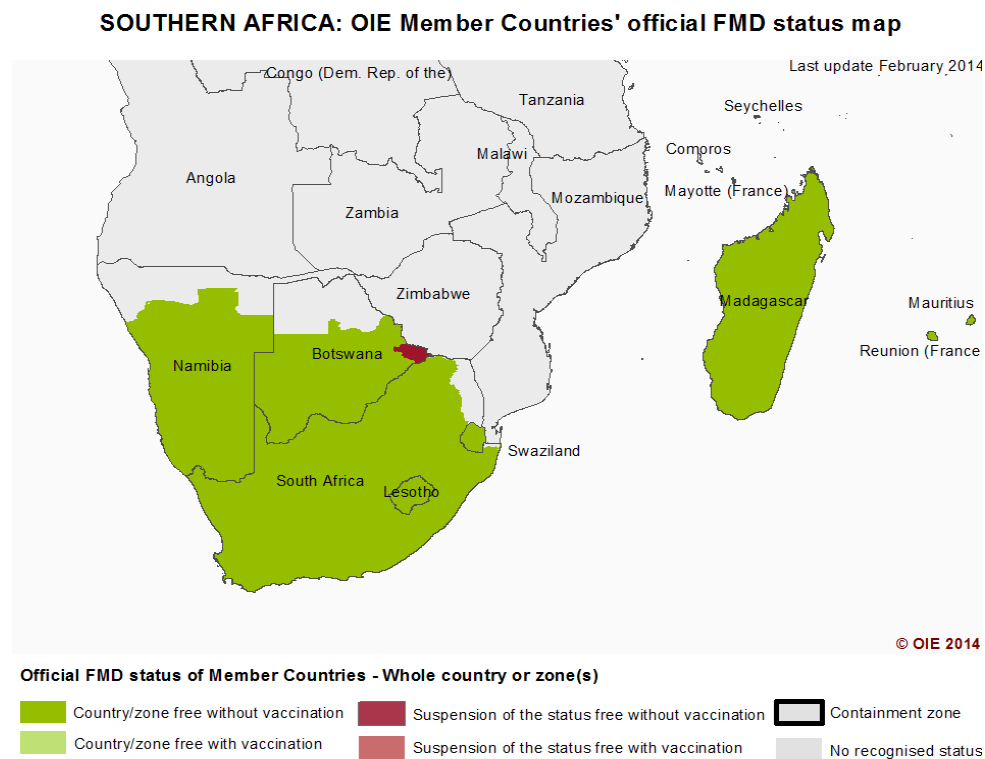 SOUTHERN AFRICA: OIE Member Countries' official FMD status map
Last update February 2014
Congo (Dem. Rep. of the)
Tanzania
Seychelles
Malawi
Comoros
Angola
Mayotte (France)
Mozambique
Zambia
Zimbabwe
Madagascar
Mauritius
Botswana
Reunion (France
Namibia
Swaziland
South Africa
Lesotho
© OIE 2014
Official FMD status of Member Countries - Whole country or zone(s)
Country/zone free without vaccination
Suspension of the status free without vaccination
Containment zone
Country/zone free with vaccination
Suspension of the status free with vaccination
No recognised status